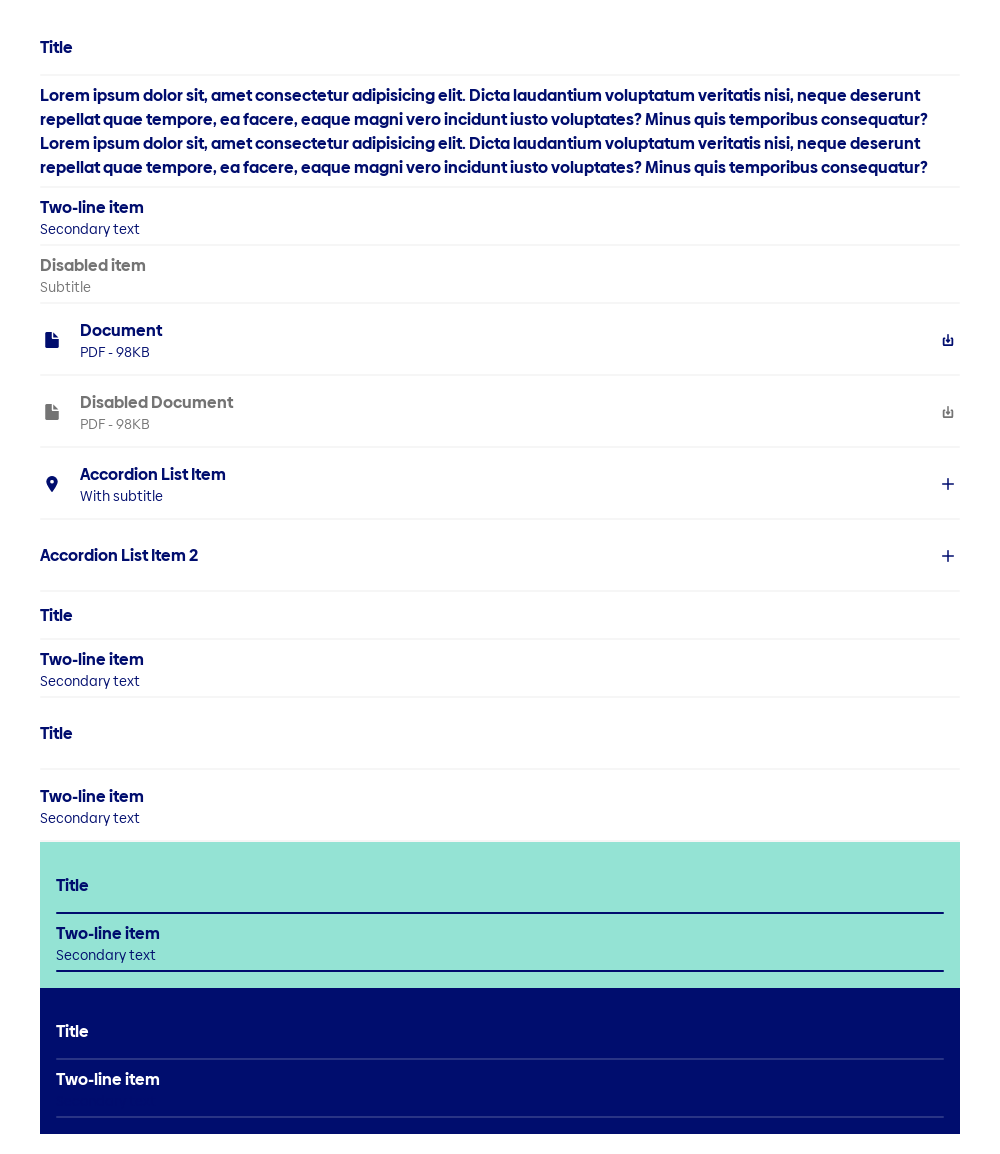 Title
Lorem ipsum dolor sit, amet consectetur adipisicing elit. Dicta laudantium voluptatum veritatis nisi, neque deserunt
repellat quae tempore, ea facere, eaque magni vero incidunt iusto voluptates? Minus quis temporibus consequatur?
Lorem ipsum dolor sit, amet consectetur adipisicing elit. Dicta laudantium voluptatum veritatis nisi, neque deserunt
repellat quae tempore, ea facere, eaque magni vero incidunt iusto voluptates? Minus quis temporibus consequatur?
Two-line item
Secondary text
Disabled item
Subtitle
Document
PDF - 98KB
Disabled Document
PDF - 98KB
Accordion List Item
With subtitle
Accordion List Item 2
Title
Two-line item
Secondary text
Title
Two-line item
Secondary text
Title
Two-line item
Secondary text
Title
Two-line item